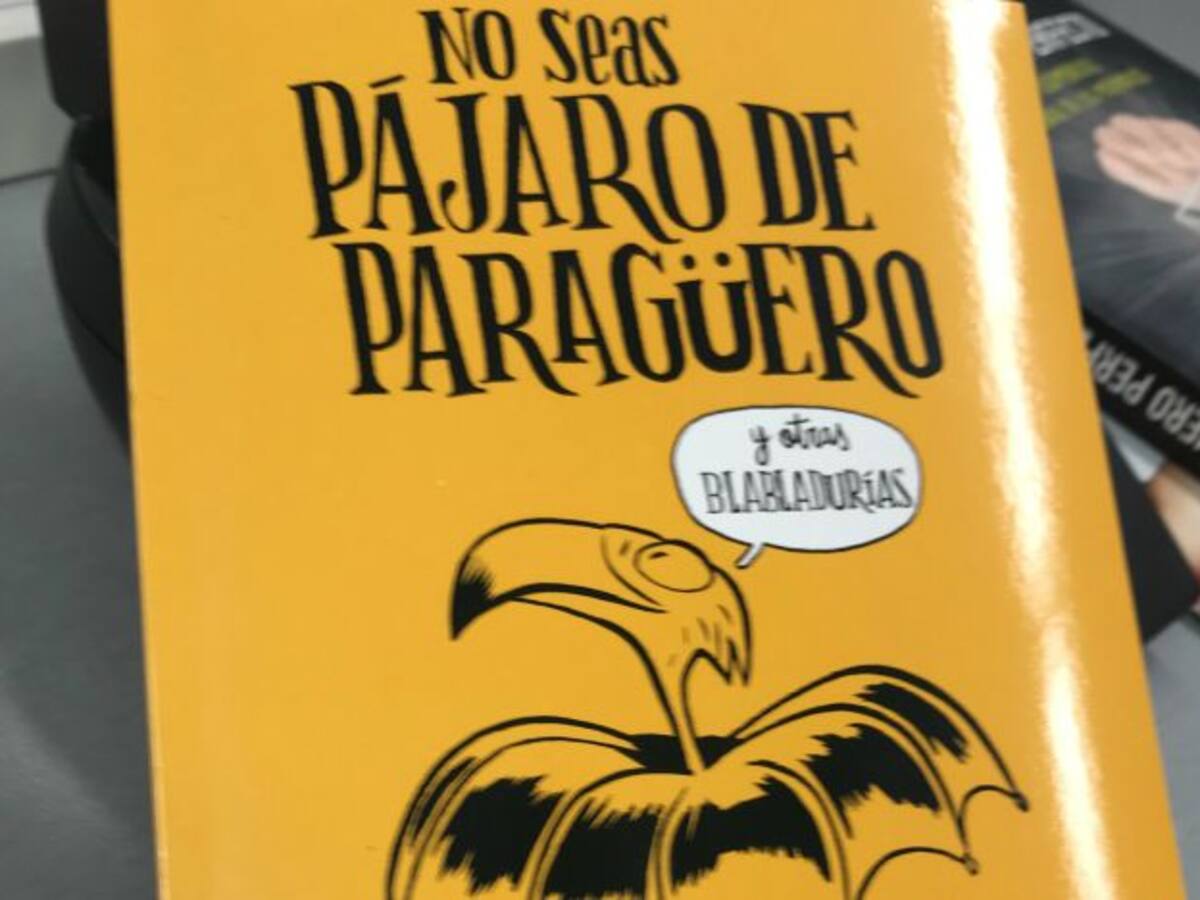 No seas
PÁJARO DE
PARAGÜERO
y otras
BLABLADURÍAS